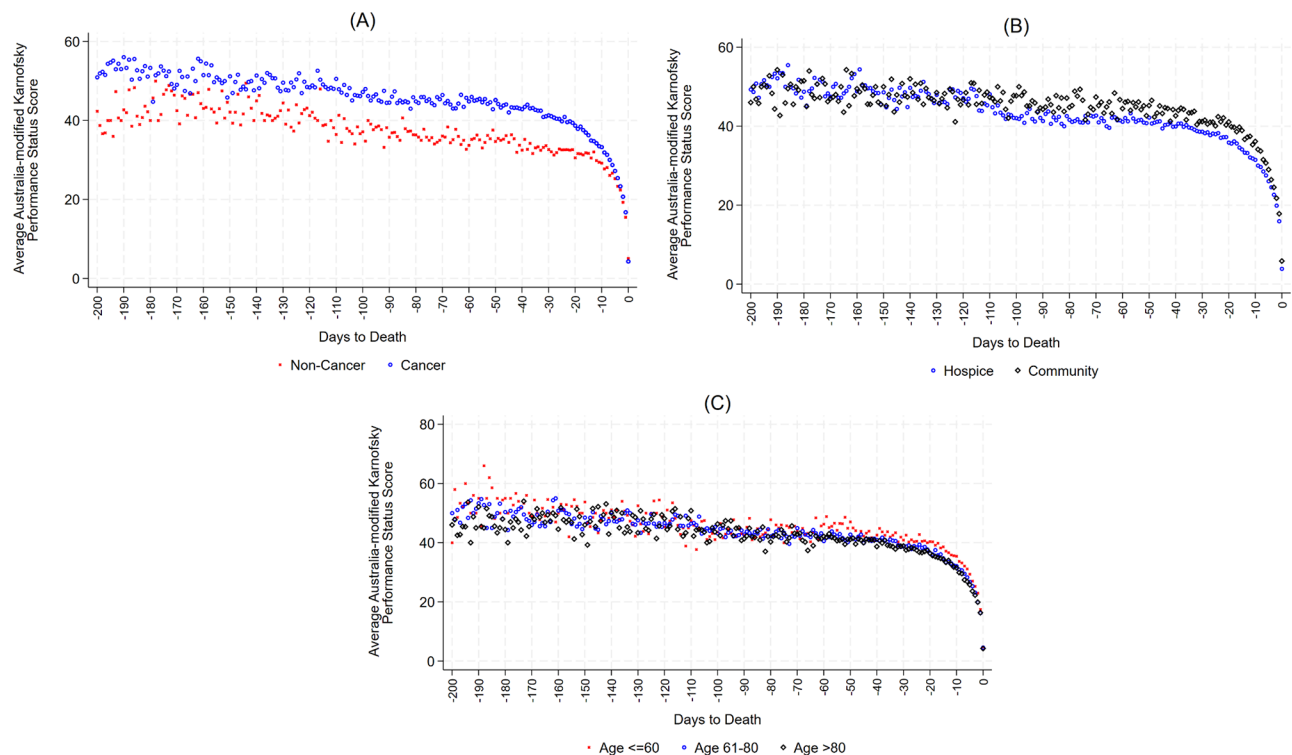 (A)
Average Australia-modified Karnofsky
Performance Status Score
60
40
20
0
-200 -190 -180 -170 -160 -150 -140 -130 -120 -110 -100 -90 -80 -70 -60 -50 -40 -30 -20 -10 0
Days to Death
Non-Cancer Cancer
(B)
Average Australia-modified Karnofsky
Performance Status Score
60
40
20
0
-200 -190 -180 -170 -160 -150 -140 -130 -120 -110 -100 -90 -80 -70 -60 -50 -40 -30 -20 -10 0
Days to Death
Hospice Community
(C)
Average Australia-modified Karnofsky
Performance Status Score
80
60
40
20
0
-200 -190 -180 -170 -160 -150 -140 -130 -120 -110 -100 -90 -80 -70 -60 -50 -40 -30 -20 -10 0
Days to Death
Age <=60 Age 61-80 Age >80